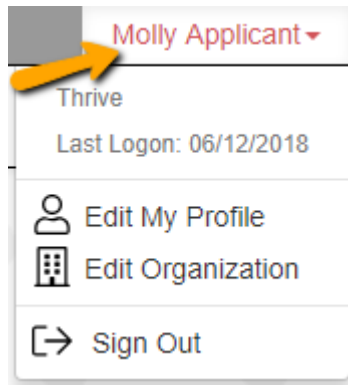 Molly Applicant
Thrive
Last Logon: 06/12/2018
Edit My Profile
Edit Organization
Sign Out